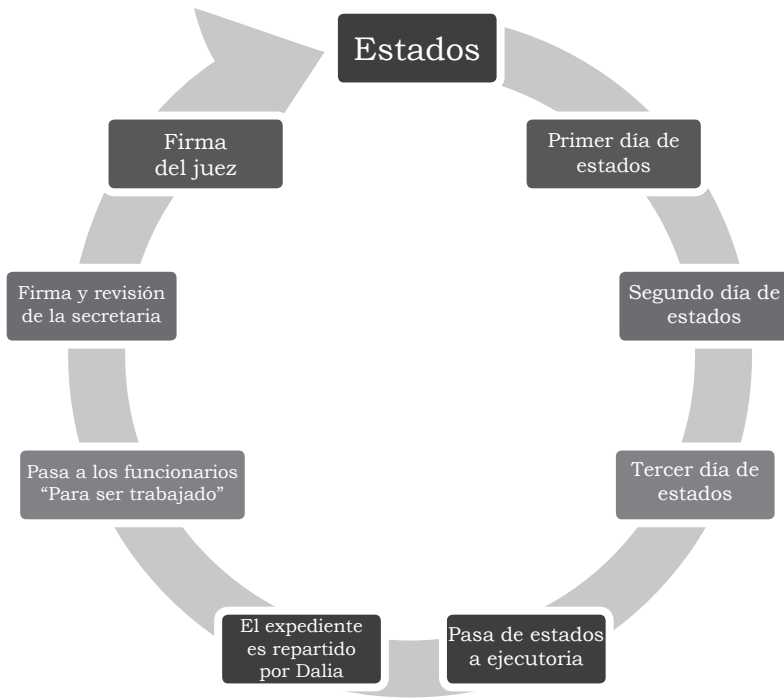 Estados
Primer día de
estados
Segundo día de
estados
Tercer día de
estados
Pasa de estados
a ejecutoria
El expediente
es repartido
por Dalia
Pasa a los funcionarios
“Para ser trabajado”
Firma y revisión
de la secretaria
Firma
del juez